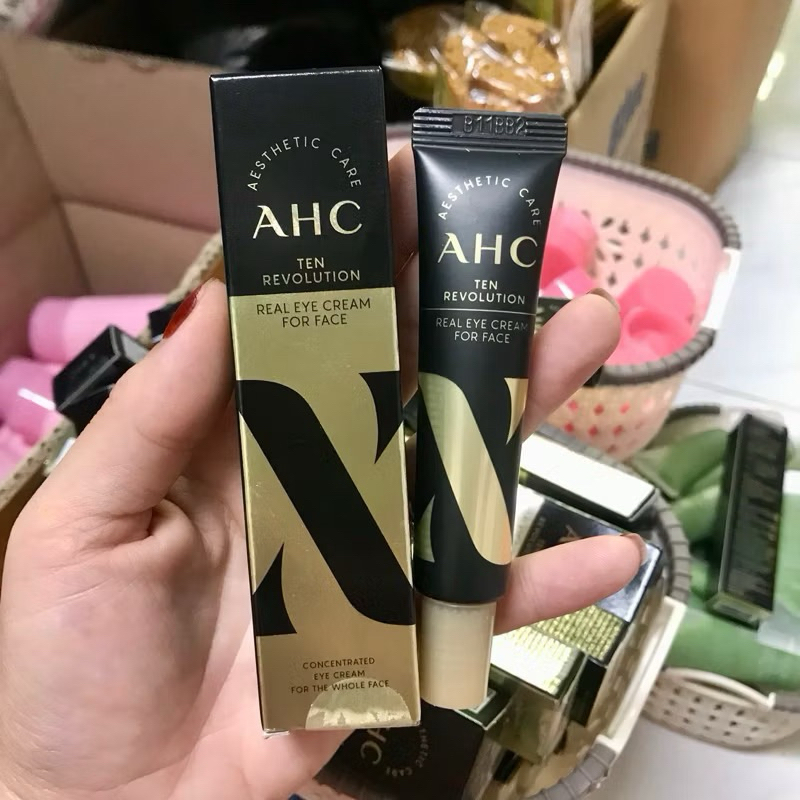 AESTHETIC CARE
AHC
TEN
REVOLUTION
REAL EYE CREAM
FOR FACE
CONCENTRATED
EYE CREAM
FOR THE WHOLE FACE
B11BB2
AESTHETIC CARE
AHC
TEN
REVOLUTION
REAL EYE CREAM
FOR FACE